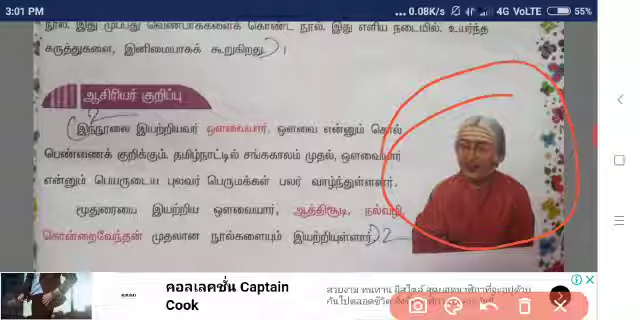 3:01 PM
... 0.08K/s 4G VoLTE 55%
நூல். இது முப்பது வெண்பாக்களைக் கொண்ட நூல். இது எளிய நடையில் உயர்ந்த
கருத்துகளை, இனிமையாகக் கூறுகிறது.
ஆசிரியர் குறிப்பு
2
இந்நூலை இயற்றியவர் ஔவையார். ஔவை என்னும் சொல்
பெண்ணைக் குறிக்கும். தமிழ்நாட்டில் சங்ககாலம் முதல், ஔவையார்
என்னும் பெயருடைய புலவர் பெருமக்கள் பலர் வாழ்ந்துள்ளனர்.
மூதுரையை இயற்றிய ஔவையார், ஆத்திசூடி, நல்வழி,
கொன்றைவேந்தன் முதலான நூல்களையும் இயற்றியுள்ளார். 2
คอลเลคชั่น Captain
Cook